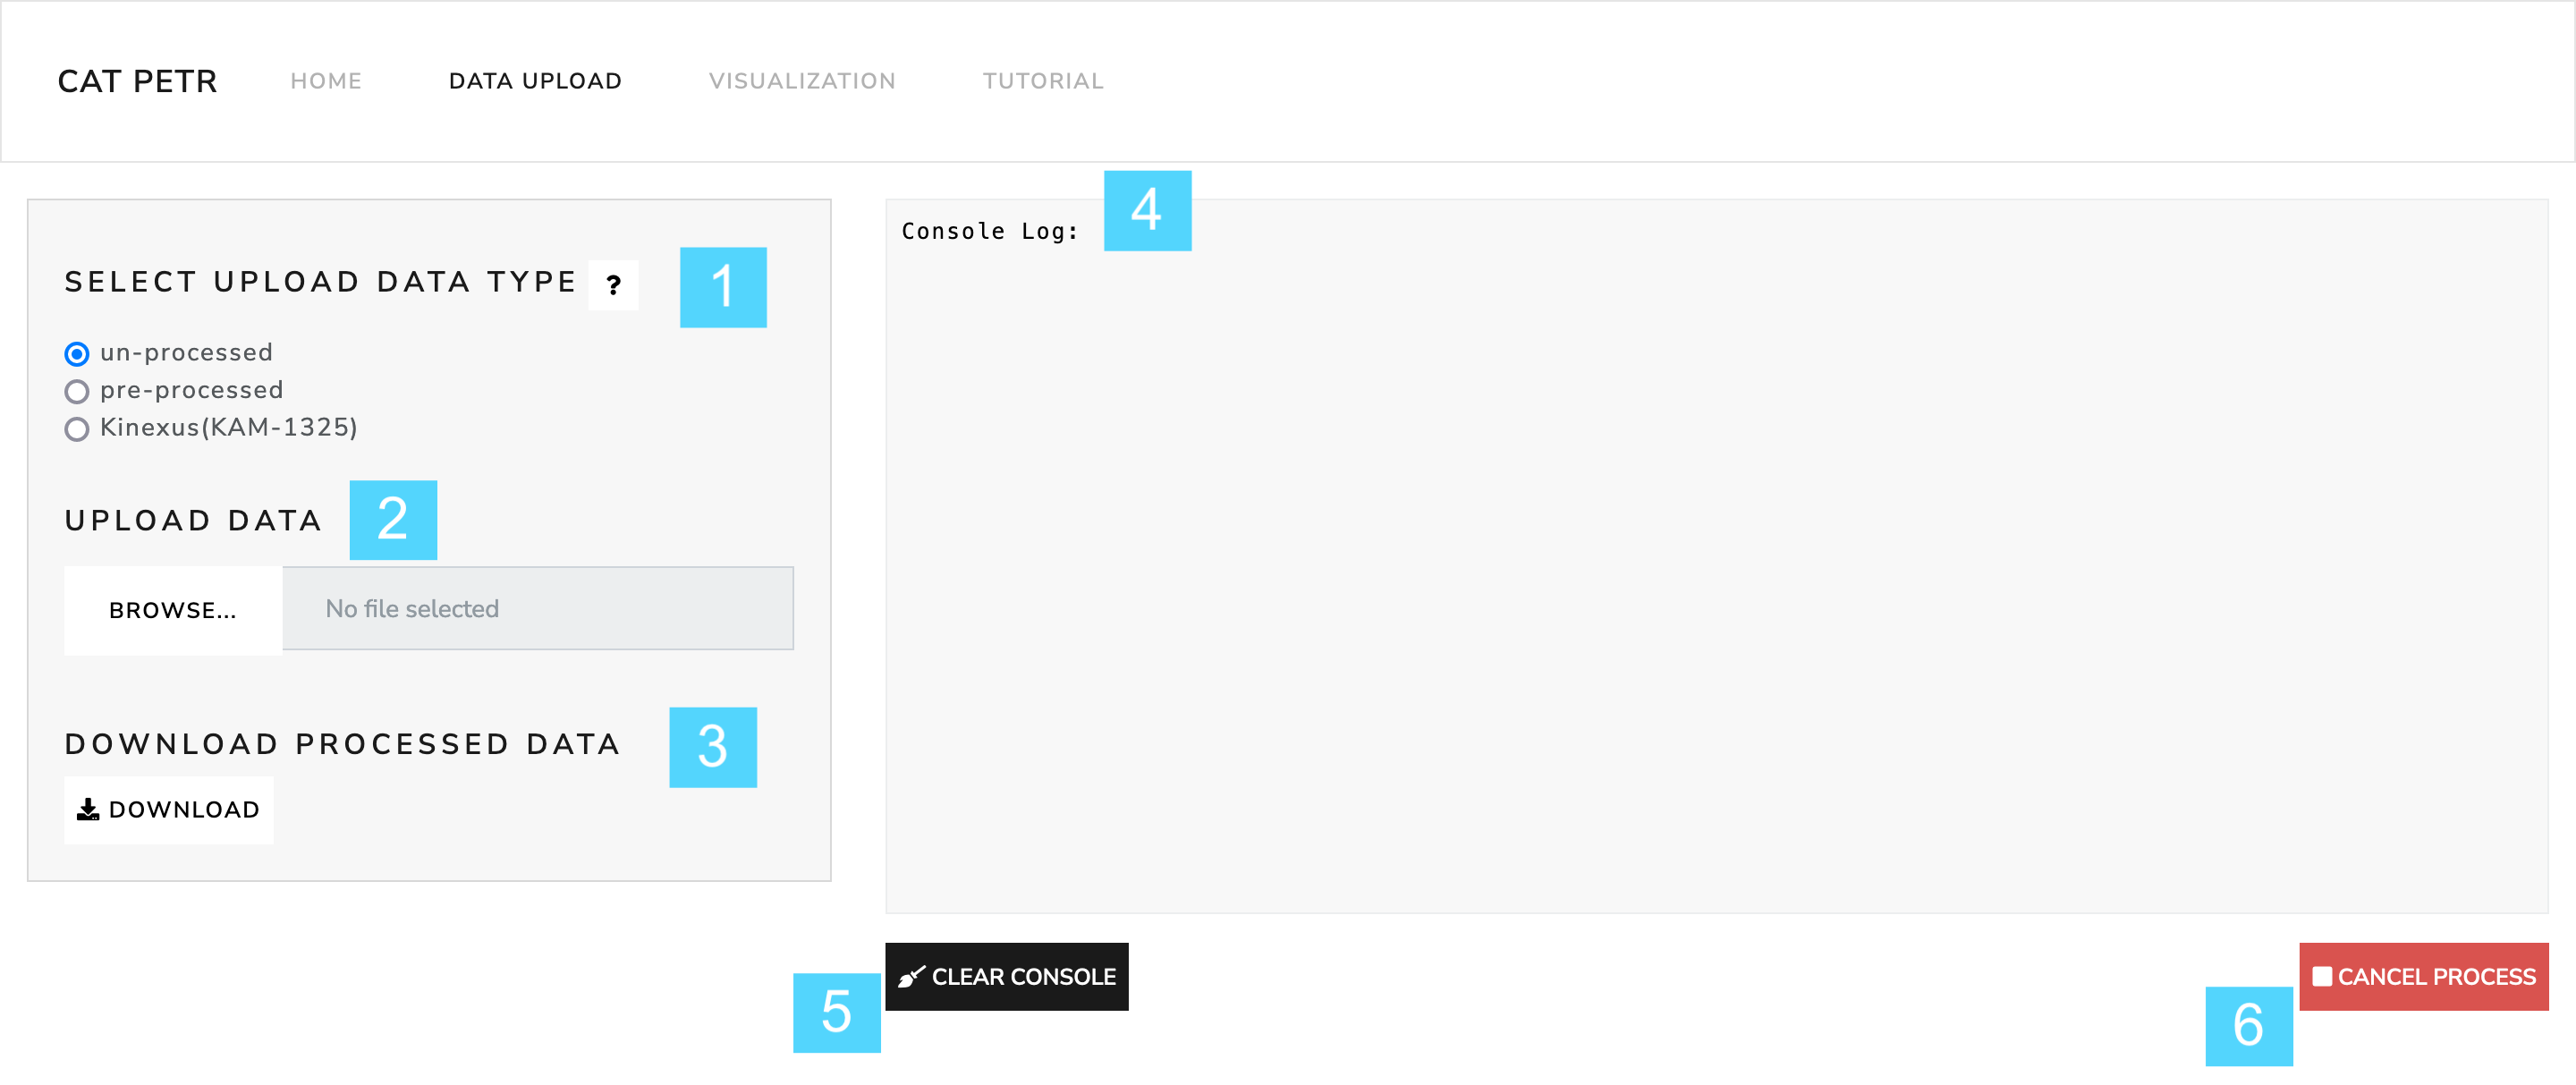 CAT PETR HOME DATA UPLOAD VISUALIZATION TUTORIAL
SELECT UPLOAD DATA TYPE ? 1
un-processed
pre-processed
Kinexus(KAM-1325)
UPLOAD DATA 2
BROWSE... No file selected
DOWNLOAD PROCESSED DATA 3
DOWNLOAD
Console Log: 4
5 CLEAR CONSOLE
6 CANCEL PROCESS